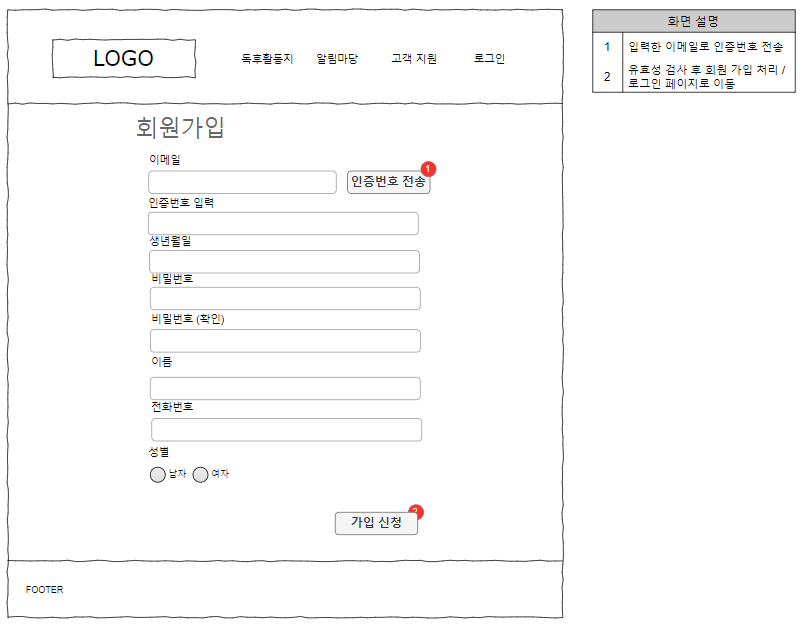 LOGO
독후활동지 알림마당 고객 지원 로그인
회원가입
이메일
인증번호 전송 1
인증번호 입력
생년월일
비밀번호
비밀번호 (확인)
이름
전화번호
성별
남자 여자
가입 신청 2
FOOTER
화면 설명
1 입력한 이메일로 인증번호 전송
2 유효성 검사 후 회원 가입 처리 /
로그인 페이지로 이동